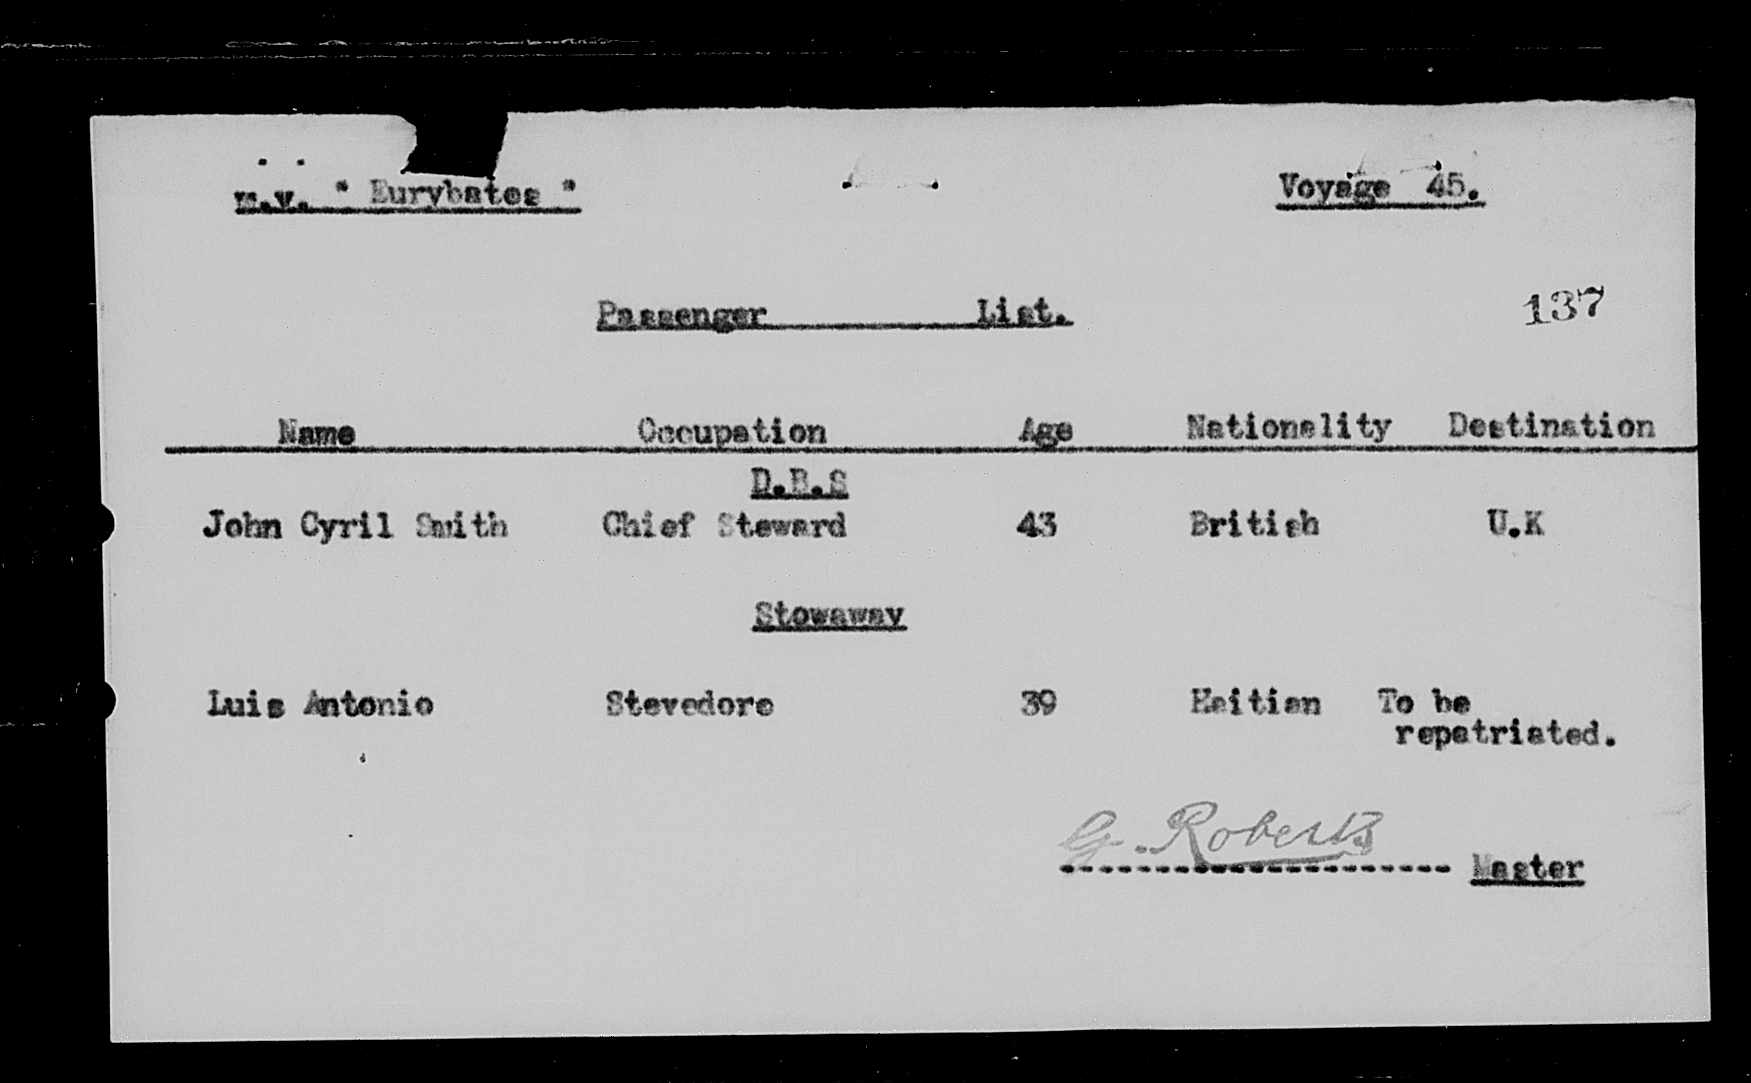 m.v. " Eurybates " Voyage 45.
Passenger List. 137
Name Occupation Age Nationality Destination
D.B.S
John Cyril Smith Chief Steward 43 British U.K
Stowaway
Luis Antonio Stevedore 39 Haitian To be
repatriated.
G. Roberts
Master